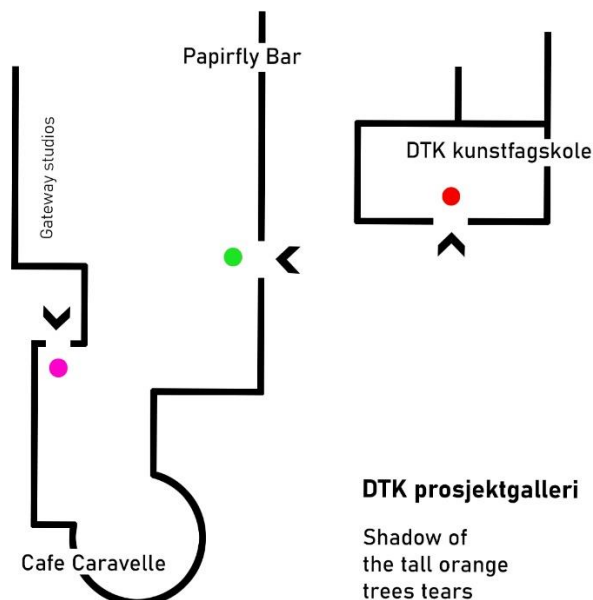 Papirfly Bar
Gateway studios
DTK kunstfagskole
Cafe Caravelle
DTK prosjektgalleri
Shadow of
the tall orange
trees tears